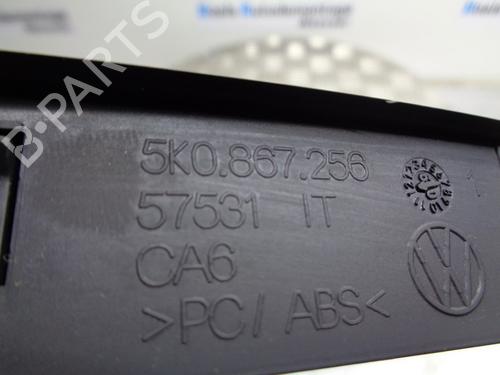 B-PARTS
5K0.867.256
57531 IT
CA6
>PC/ ABS<